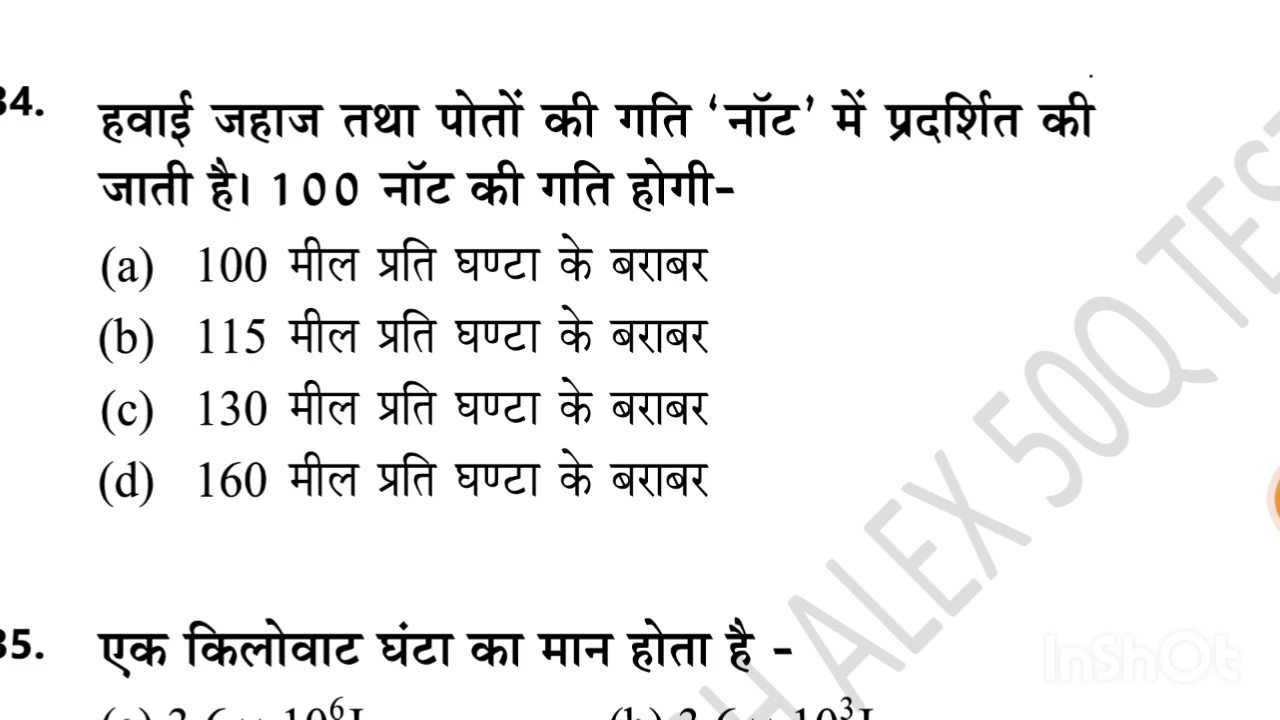 34. हवाई जहाज तथा पोतों की गति ‘नॉट’ में प्रदर्शित की
जाती है। 100 नॉट की गति होगी-
(a) 100 मील प्रति घण्टा के बराबर
(b) 115 मील प्रति घण्टा के बराबर
(c) 130 मील प्रति घण्टा के बराबर
(d) 160 मील प्रति घण्टा के बराबर
35. एक किलोवाट घंटा का मान होता है -
ALEX 50Q TES
InShOt